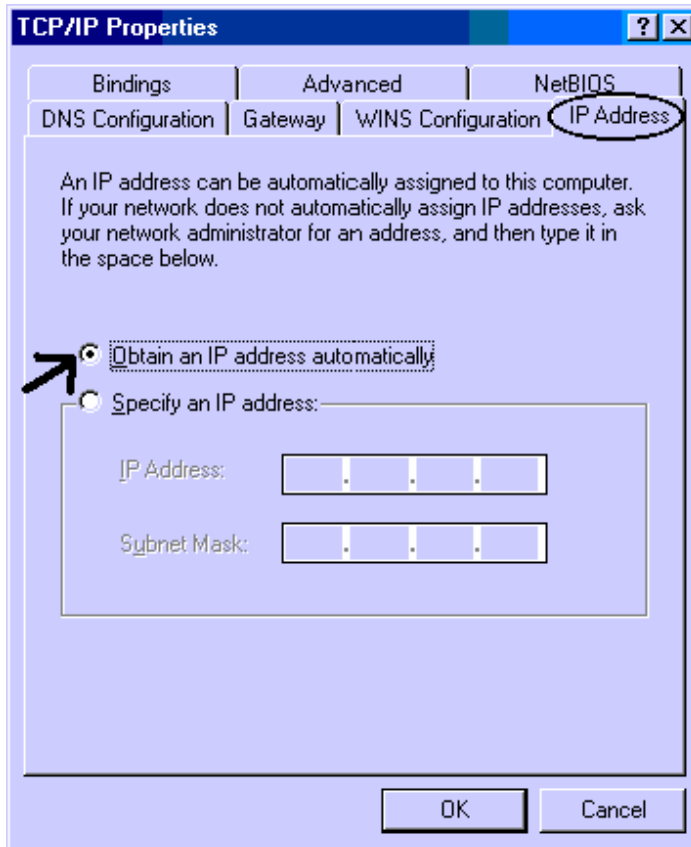 TCP/IP Properties
Bindings Advanced NetBIOS
DNS Configuration Gateway WINS Configuration IP Address
An IP address can be automatically assigned to this computer.
If your network does not automatically assign IP addresses, ask
your network administrator for an address, and then type it in
the space below.
Obtain an IP address automatically
Specify an IP address:
IP Address:
Subnet Mask:
OK Cancel